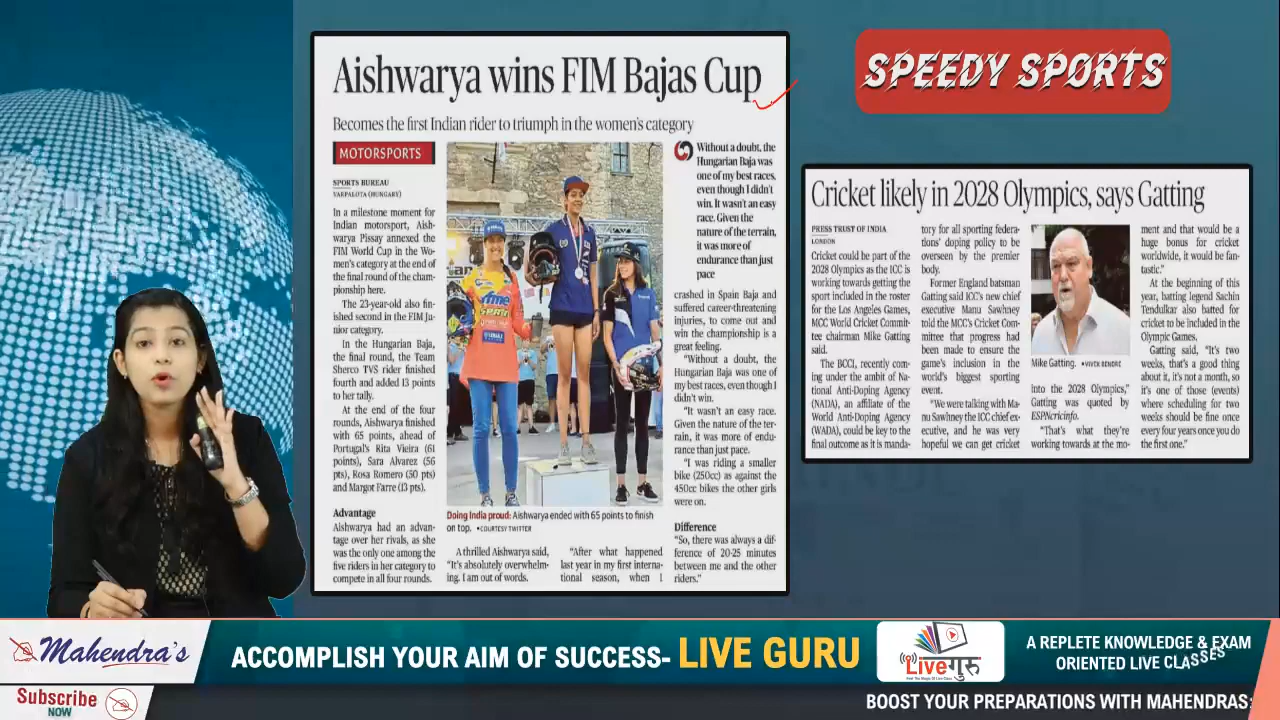 Aishwarya wins FIM Bajas Cup
Becomes the first Indian rider to triumph in the women's category
MOTORSPORTS
SPORTS BUREAU
VARPALOTA (HUNGARY)
In a milestone moment for
Indian motorsport, Aish-
warya Pissay annexed the
FIM World Cup in the Wo-
men's category at the end of
the final round of the cham-
pionship here.
The 23-year-old also fin-
ished second in the FIM Ju-
nior category.
In the Hungarian Baja,
the final round, the Team
Sherco TVS rider finished
fourth and added 13 points
to her tally.
At the end of the four
rounds, Aishwarya finished
with 65 points, ahead of
Portugal's Rita Vieira (61
points), Sara Alvarez (56
pts), Rosa Romero (50 pts)
and Margot Farre (13 pts).
Advantage
Aishwarya had an advan-
tage over her rivals, as she
was the only one among the
five riders in her category to
compete in all four rounds.
Doing India proud: Aishwarya ended with 65 points to finish
on top. •COURTESY TWITTER
A thrilled Aishwarya said,
"It's absolutely overwhelm-
ing. I am out of words.
"After what happened
last year in my first interna-
tional season, when I
Without a doubt, the
Hungarian Baja was
one of my best races,
even though I didn't
win. It wasn't an easy
race. Given the
nature of the terrain,
it was more of
endurance than just
pace
crashed in Spain Baja and
suffered career-threatening
injuries, to come out and
win the championship is a
great feeling.
"Without a doubt, the
Hungarian Baja was one of
my best races, even though I
didn't win.
"It wasn't an easy race.
Given the nature of the ter-
rain, it was more of endu-
rance than just pace.
"I was riding a smaller
bike (250cc) as against the
450cc bikes the other girls
were on.
Difference
"So, there was always a dif-
ference of 20-25 minutes
between me and the other
riders."
SPEEDY SPORTS
Cricket likely in 2028 Olympics, says Gatting
PRESS TRUST OF INDIA
LONDON
Cricket could be part of the
2028 Olympics as the ICC is
working towards getting the
sport included in the roster
for the Los Angeles Games,
MCC World Cricket Commit-
tee chairman Mike Gatting
said.
The BCCI, recently com-
ing under the ambit of Na-
tional Anti-Doping Agency
(NADA), an affiliate of the
World Anti-Doping Agency
(WADA), could be key to the
final outcome as it is manda-
tory for all sporting federa-
tions' doping policy to be
overseen by the premier
body.
Former England batsman
Gatting said ICC's new chief
executive Manu Sawhney
told the MCC's Cricket Com-
mittee that progress had
been made to ensure the
game's inclusion in the
world's biggest sporting
event.
"We were talking with Ma-
nu Sawhney the ICC chief ex-
ecutive, and he was very
hopeful we can get cricket
Mike Gatting. •VIVEK BENDRE
into the 2028 Olympics,"
Gatting was quoted by
ESPNcricinfo.
"That's what they're
working towards at the mo-
ment and that would be a
huge bonus for cricket
worldwide, it would be fan-
tastic."
At the beginning of this
year, batting legend Sachin
Tendulkar also batted for
cricket to be included in the
Olympic Games.
Gatting said, "It's two
weeks, that's a good thing
about it, it's not a month, so
it's one of those (events)
where scheduling for two
weeks should be fine once
every four years once you do
the first one."
Mahendra's
Subscribe
NOW
ACCOMPLISH YOUR AIM OF SUCCESS- LIVE GURU
Live गुरु
A REPLETE KNOWLEDGE & EXAM
ORIENTED LIVE CLASSES
BOOST YOUR PREPARATIONS WITH MAHENDRAS: